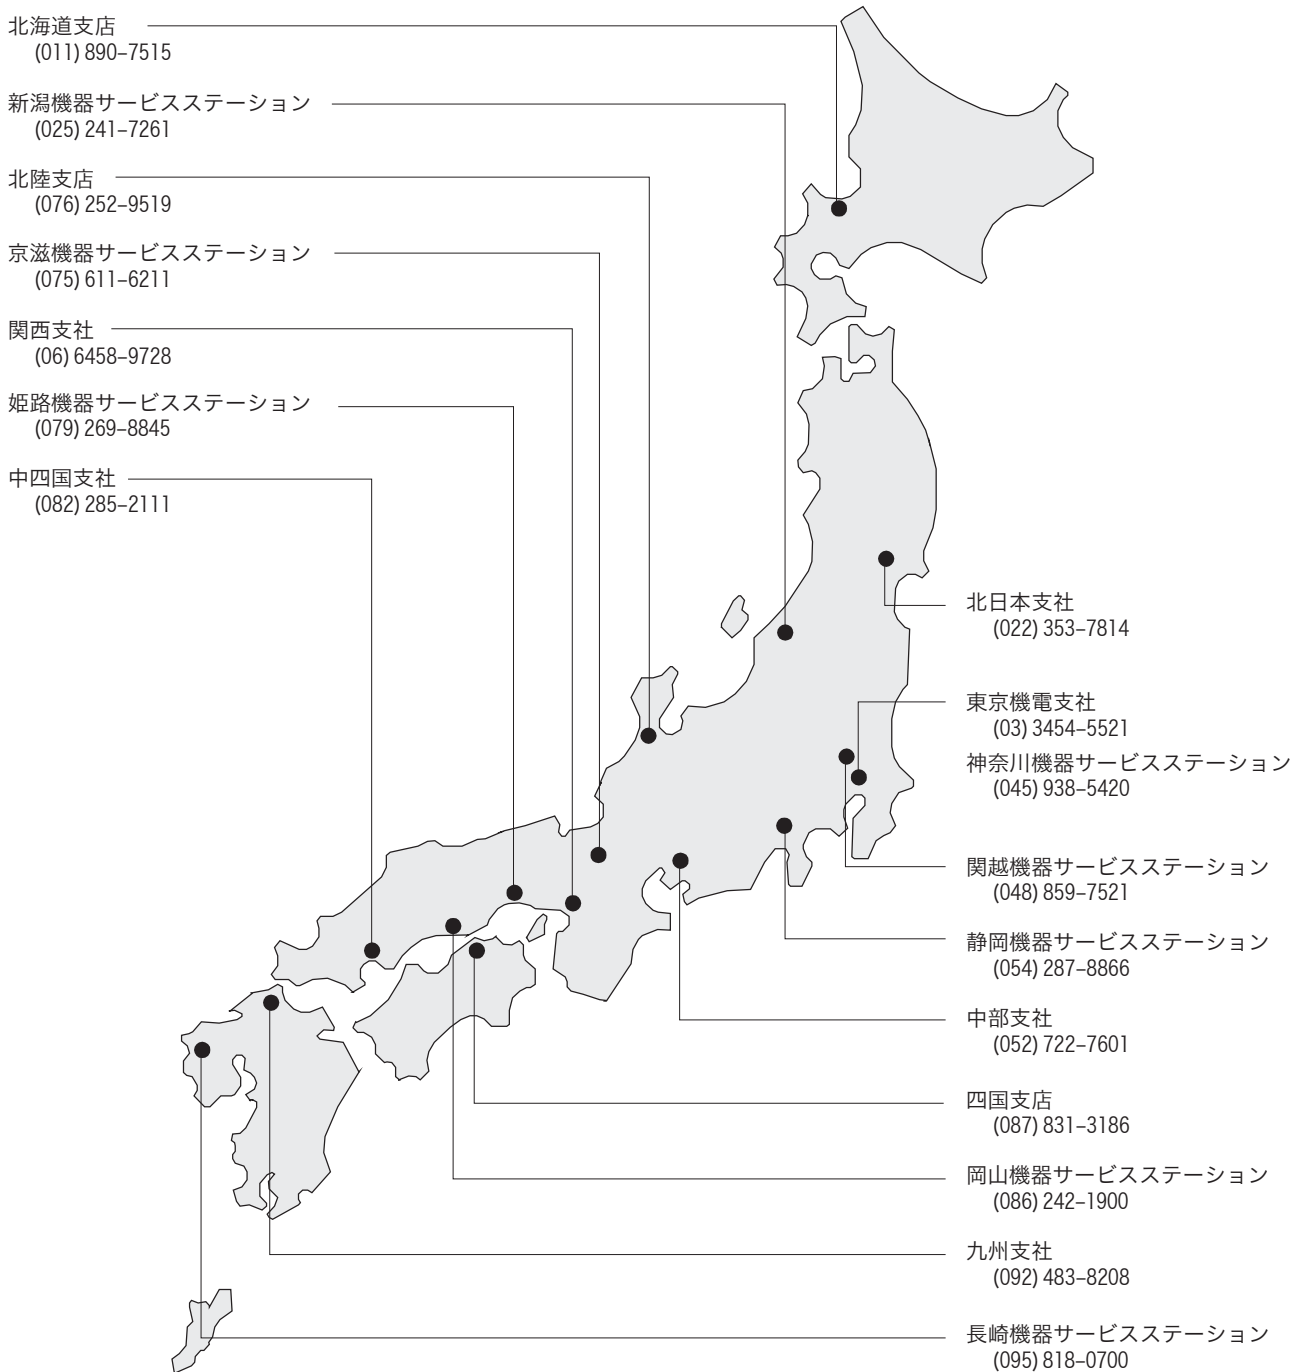 北海道支店
(011) 890–7515
新潟機器サービスステーション
(025) 241–7261
北陸支店
(076) 252–9519
京滋機器サービスステーション
(075) 611–6211
関西支社
(06) 6458–9728
姫路機器サービスステーション
(079) 269–8845
中四国支社
(082) 285–2111
北日本支社
(022) 353–7814
東京機電支社
(03) 3454–5521
神奈川機器サービスステーション
(045) 938–5420
関越機器サービスステーション
(048) 859–7521
静岡機器サービスステーション
(054) 287–8866
中部支社
(052) 722–7601
四国支店
(087) 831–3186
岡山機器サービスステーション
(086) 242–1900
九州支社
(092) 483–8208
長崎機器サービスステーション
(095) 818–0700